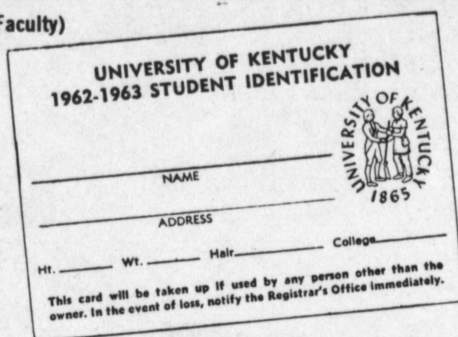 Faculty)
UNIVERSITY OF KENTUCKY
1962-1963 STUDENT IDENTIFICATION
UNIVERSITY OF KENTUCKY
1865
NAME
ADDRESS
Ht. Wt. Hair College
This card will be taken up if used by any person other than the
owner. In the event of loss, notify the Registrar's Office immediately.